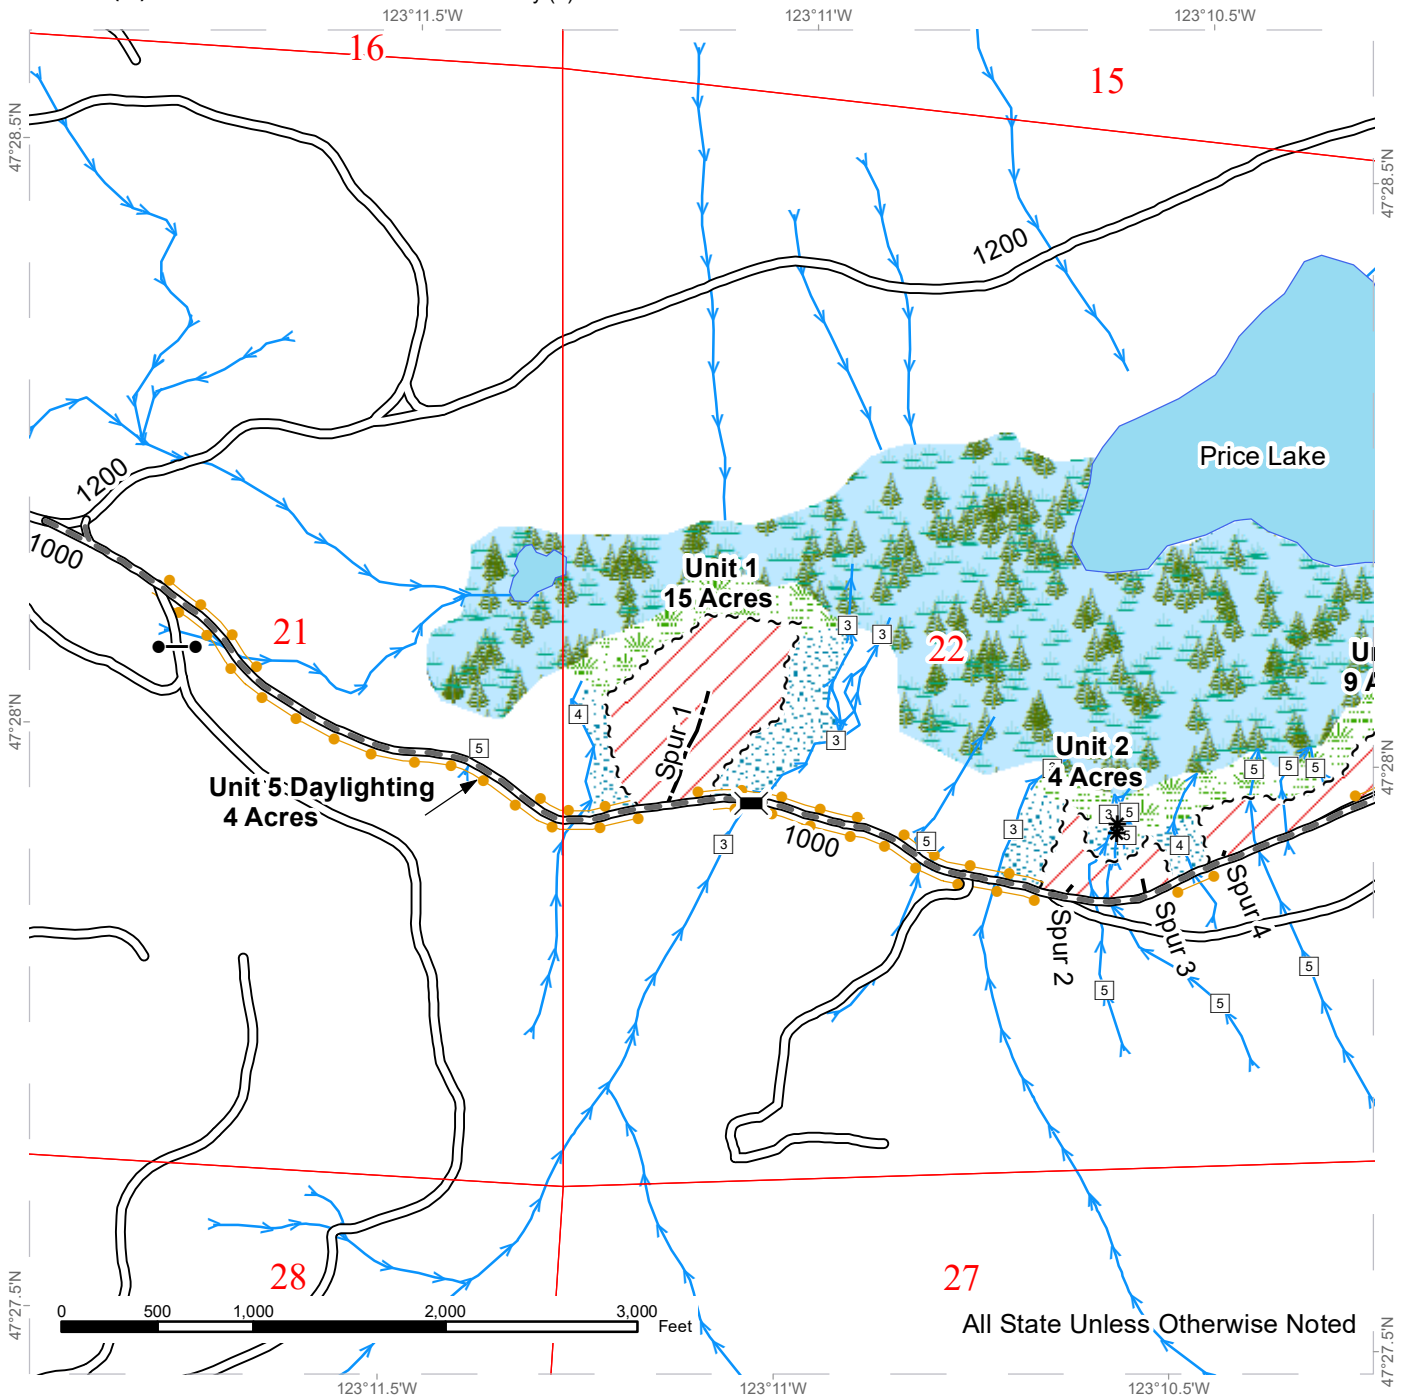 123°11.5'W
123°11'W
123°10.5'W
16
15
47°28.5'N
47°28.5'N
1200
Price Lake
1200
1000
Unit 1
15 Acres
3
3
21
22
9
4
Spur 1
3
5
Unit 2
4 Acres
5
5
5
47°28'N
47°28'N
Unit 5 Daylighting
4 Acres
3
5
5
3
1000
5
3
4
Spur 2
Spur 3
Spur 4
5
5
5
28
27
47°27.5'N
47°27.5'N
0 500 1,000 2,000 3,000
Feet
All State Unless Otherwise Noted
123°11.5'W
123°11'W
123°10.5'W